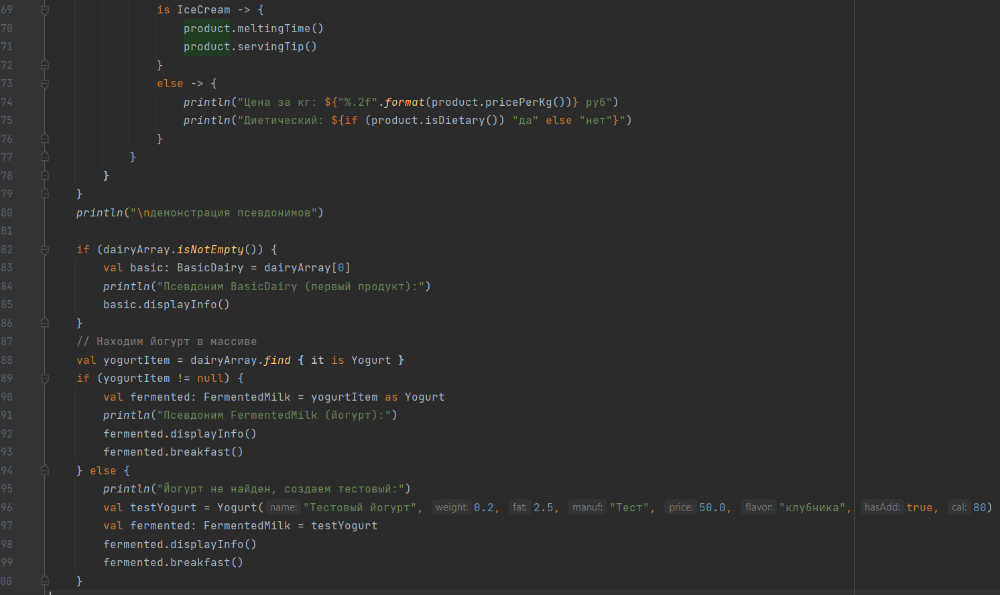 69 is IceCream -> {
70 product.meltingTime()
71 product.servingTip()
72 }
73 else -> {
74 println("Цена за кг: ${"%.2f".format(product.pricePerKg())} руб")
75 println("Диетический: ${if (product.isDietary()) "да" else "нет"}")
76 }
77 }
78 }
79 }
80 println("\nдемонстрация псевдонимов")
81
82 if (dairyArray.isNotEmpty()) {
83 val basic: BasicDairy = dairyArray[0]
84 println("Псевдоним BasicDairy (первый продукт):")
85 basic.displayInfo()
86 }
87 // Находим йогурт в массиве
88 val yogurtItem = dairyArray.find { it is Yogurt }
89 if (yogurtItem != null) {
90 val fermented: FermentedMilk = yogurtItem as Yogurt
91 println("Псевдоним FermentedMilk (йогурт):")
92 fermented.displayInfo()
93 fermented.breakfast()
94 } else {
95 println("Йогурт не найден, создаем тестовый:")
96 val testYogurt = Yogurt( name: "Тестовый йогурт", weight: 0.2, fat: 2.5, manuf: "Тест", price: 50.0, flavor: "клубника", hasAdd: true, cal: 80)
97 val fermented: FermentedMilk = testYogurt
98 fermented.displayInfo()
99 fermented.breakfast()
00 }